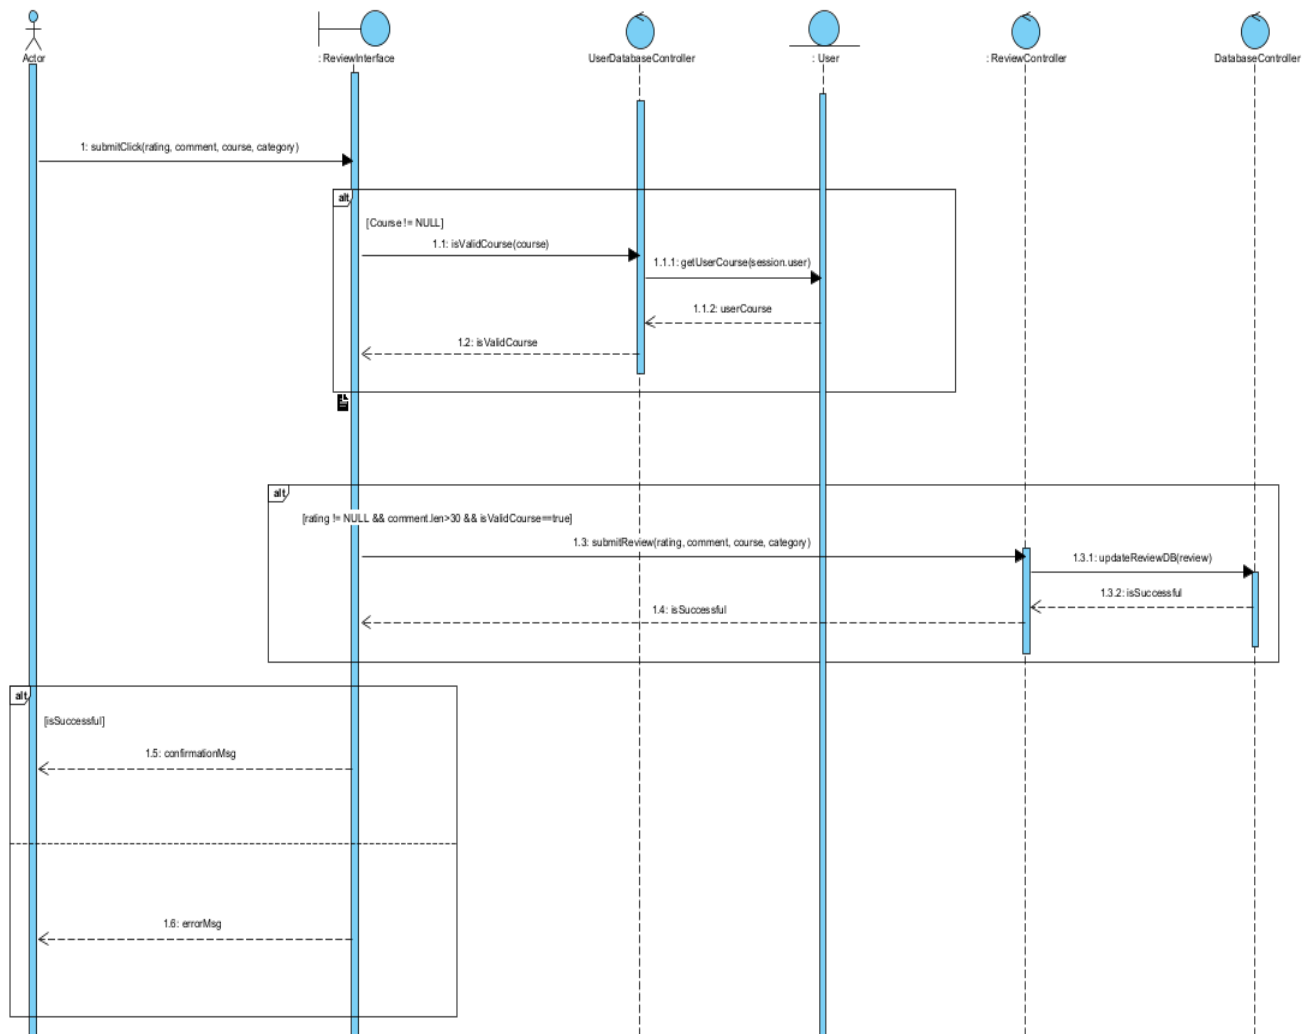 Actor
: ReviewInterface
UserDatabaseController
: User
: ReviewController
DatabaseController
1: submitClick(rating, comment, course, category)
alt
[Course != NULL]
1.1: isValidCourse(course)
1.1.1: getUserCourse(session.user)
1.1.2: userCourse
1.2: isValidCourse
alt
[rating != NULL && comment.len>30 && isValidCourse==true]
1.3: submitReview(rating, comment, course, category)
1.3.1: updateReviewDB(review)
1.3.2: isSuccessful
1.4: isSuccessful
alt
[isSuccessful]
1.5: confirmationMsg
1.6: errorMsg